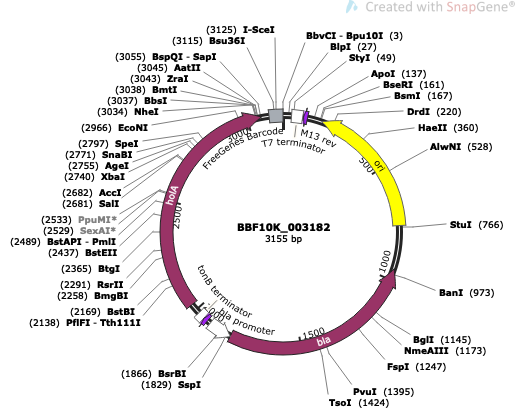 Created with SnapGene®
(3125) I-SceI
(3115) Bsu36I
(3055) BspQI - SapI
(3045) AatII
(3043) ZraI
(3038) BmtI
(3037) BbsI
(3034) NheI
(2966) EcoNI
(2797) SpeI
(2771) SnaBI
(2755) AgeI
(2740) XbaI
(2682) AccI
(2681) SalI
(2533) PpuMI*
(2529) SexAI*
(2489) BstAPI - PmlI
(2437) BstEII
(2365) BtgI
(2291) RsrII
(2258) BmgBI
(2169) BstBI
(2138) PflFI - Tth111I
(1866) BsrBI
(1829) SspI
BbvCI - Bpu10I (3)
BlpI (27)
StyI (49)
ApoI (137)
BseRI (161)
BsmI (167)
DrdI (220)
HaeII (360)
AlwNI (528)
StuI (766)
BanI (973)
BglI (1145)
NmeAIII (1173)
FspI (1247)
PvuI (1395)
TsoI (1424)
FreeGenes Barcode
T7 terminator
M13 rev
ori
bla
bla promoter
tonB terminator
holA
500
1000
1500
2000
2500
3000
BBF10K_003182
3155 bp